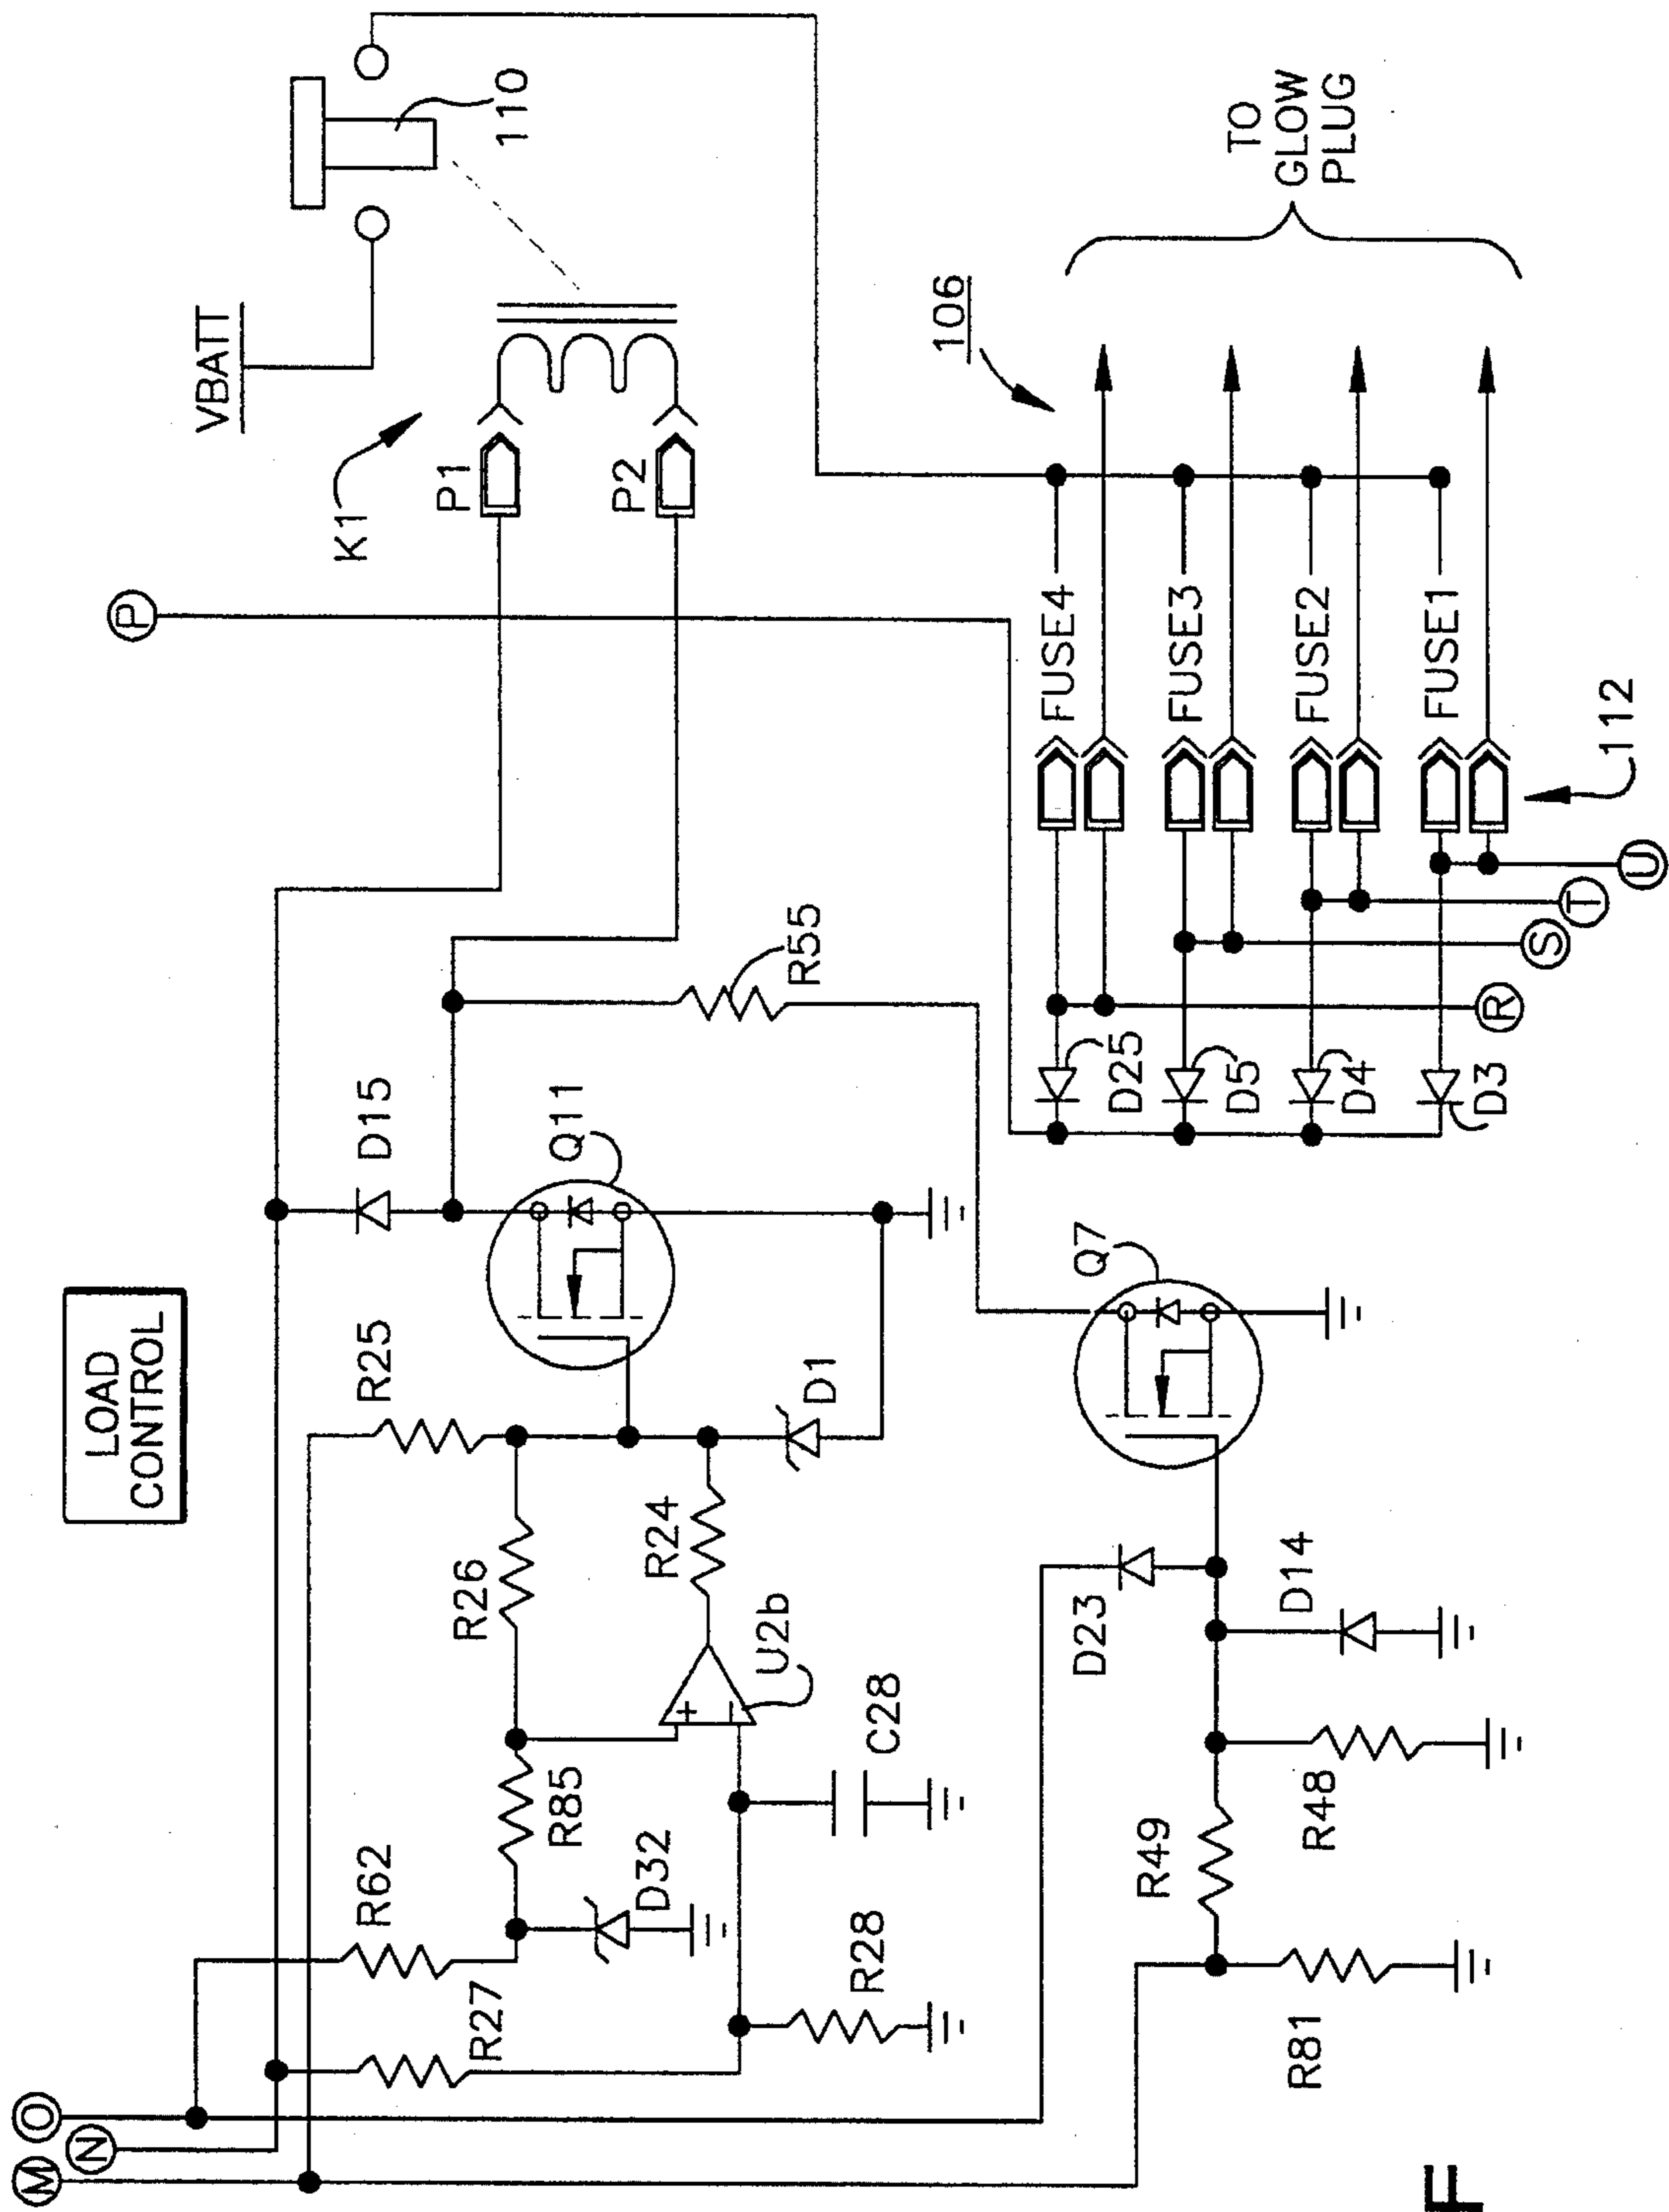 LOAD
CONTROL
M
O
N
P
VBATT
K1
P1
P2
110
R62
R27
R25
D15
R26
R85
D32
R24
U2b
Q11
D1
R28
C28
R55
106
TO
GLOW
PLUG
D23
Q7
R49
D14
R81
R48
D25
D5
D4
D3
FUSE4
FUSE3
FUSE2
FUSE1
R
S
T
U
112
F